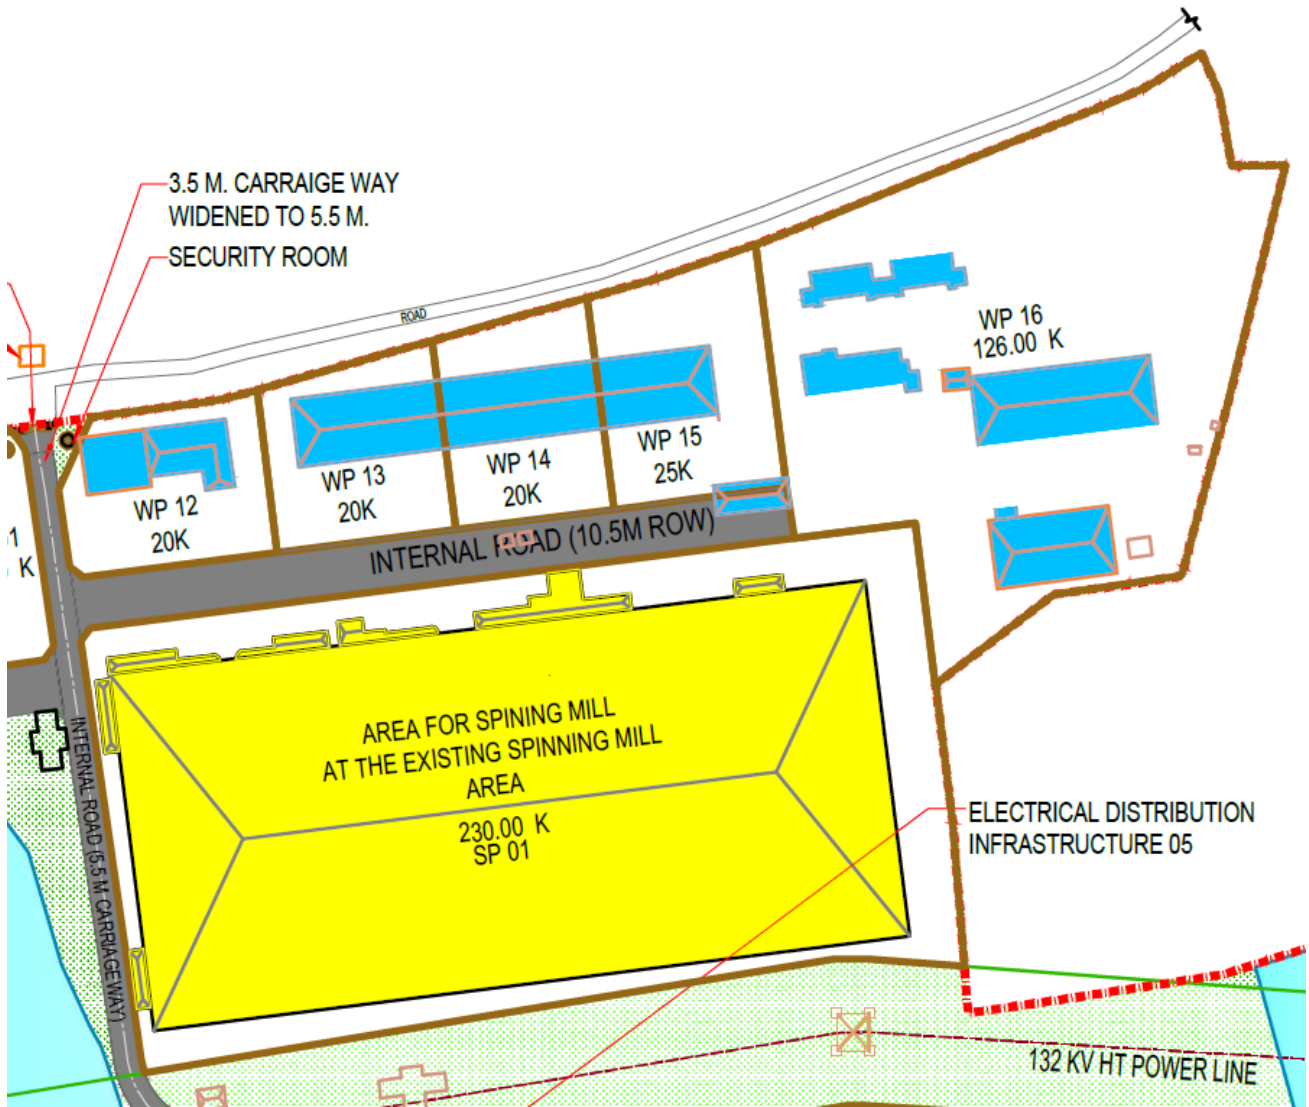 3.5 M. CARRAIGE WAY
WIDENED TO 5.5 M.
SECURITY ROOM
ROAD
WP 16
126.00 K
WP 15
25K
WP 14
20K
WP 13
20K
WP 12
20K
1
K
INTERNAL ROAD (10.5M ROW)
AREA FOR SPINING MILL
AT THE EXISTING SPINNING MILL
AREA
230.00 K
SP 01
INTERNAL ROAD (5.5 M CARRIAGEWAY)
ELECTRICAL DISTRIBUTION
INFRASTRUCTURE 05
132 KV HT POWER LINE